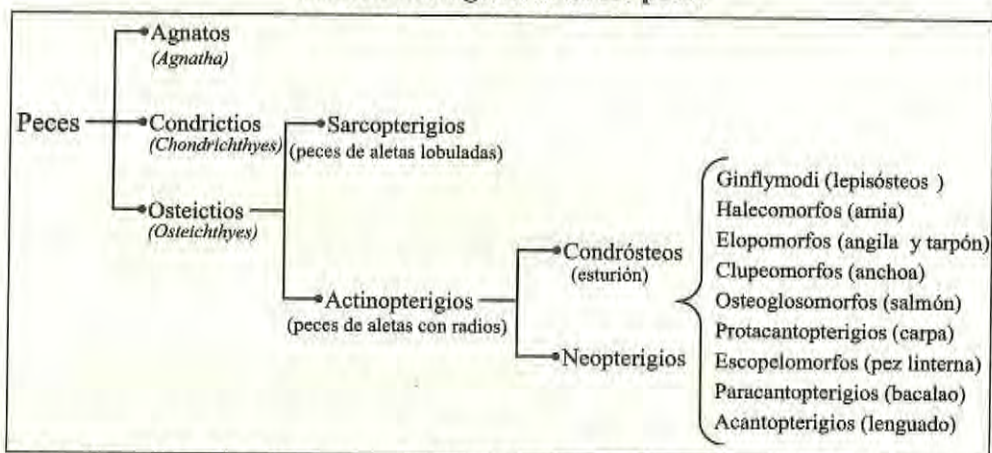 Peces
Agnatos
(Agnatha)
Condrictios
(Chondrichthyes)
Osteictios
(Osteichthyes)
Sarcopterigios
(peces de aletas lobuladas)
Actinopterigios
(peces de aletas con radios)
Condrósteos
(esturión)
Neopterigios
Ginflymodi (lepisósteos )
Halecomorfos (amia)
Elopomorfos (angila y tarpón)
Clupeomorfos (anchoa)
Osteoglosomorfos (salmón)
Protacantopterigios (carpa)
Escopelomorfos (pez linterna)
Paracantopterigios (bacalao)
Acantopterigios (lenguado)